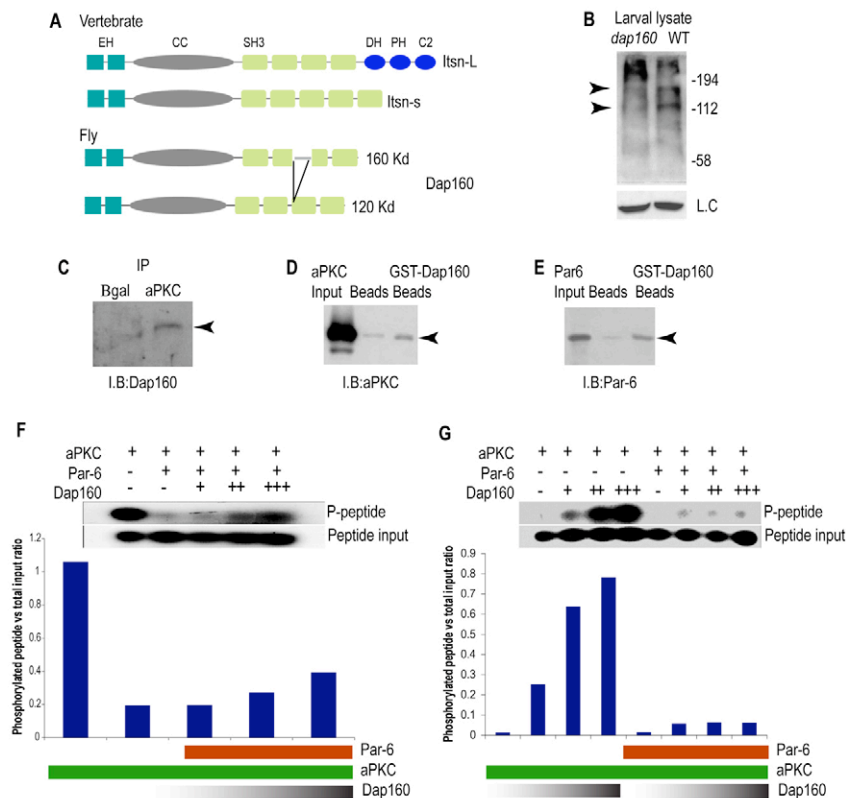 A
Vertebrate
EH CC SH3 DH PH C2
Itsn-L
Itsn-s
Fly
160 Kd
Dap160
120 Kd
B
Larval lysate
dap160 WT
-194
-112
-58
L.C
C
IP
Bgal aPKC
I.B:Dap160
D
aPKC GST-Dap160
Input Beads Beads
I.B:aPKC
E
Par6 GST-Dap160
Input Beads Beads
I.B:Par-6
F
aPKC + + + + +
Par-6 - + + + +
Dap160 - - + ++ +++
P-peptide
Peptide input
Phosphorylated peptide vs total input ratio
1
0.8
0.6
0.4
0.2
0
Par-6
aPKC
Dap160
G
aPKC + + + + + + + +
Par-6 - - - - + + + +
Dap160 - + ++ +++ - + ++ +++
P-peptide
Peptide input
Phosphorylated peptide vs total input ratio
0.9
0.8
0.7
0.6
0.5
0.4
0.3
0.2
0.1
0
Par-6
aPKC
Dap160